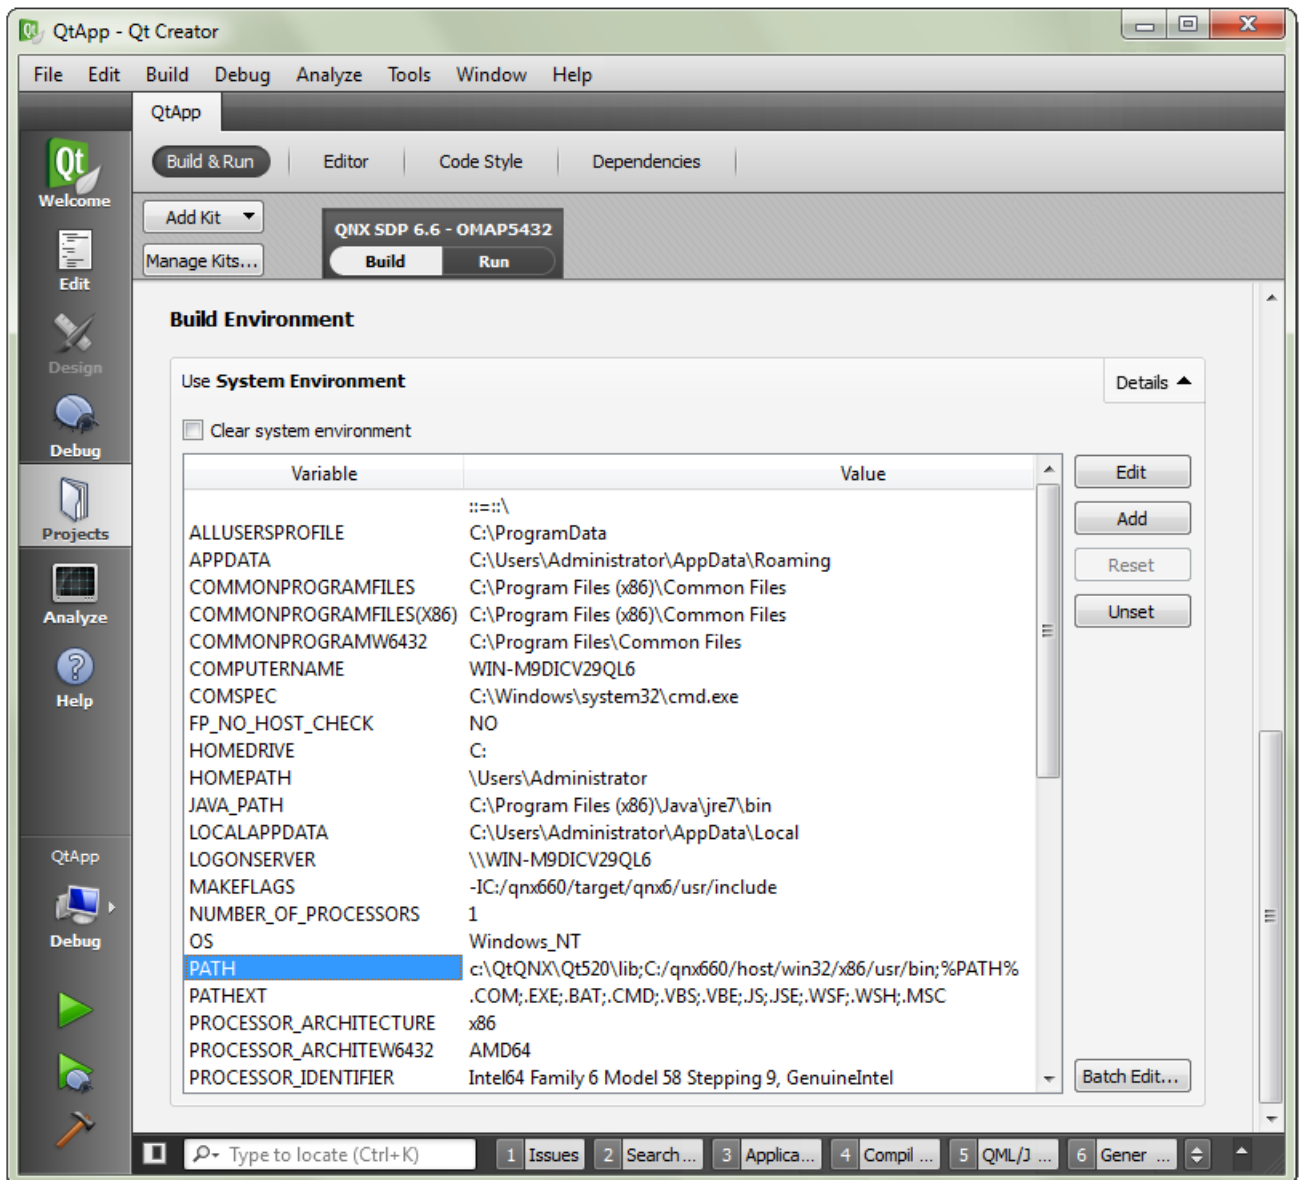 QtApp - Qt Creator
File Edit Build Debug Analyze Tools Window Help
QtApp
Build & Run Editor Code Style Dependencies
Qt
Welcome
Add Kit
Manage Kits...
QNX SDP 6.6 - OMAP5432
Build Run
Edit
Design
Debug
Projects
Analyze
Help
Build Environment
Use System Environment
Details
Clear system environment
Variable Value
::=::\
ALLUSERSPROFILE C:\ProgramData
APPDATA C:\Users\Administrator\AppData\Roaming
COMMONPROGRAMFILES C:\Program Files (x86)\Common Files
COMMONPROGRAMFILES(X86) C:\Program Files (x86)\Common Files
COMMONPROGRAMW6432 C:\Program Files\Common Files
COMPUTERNAME WIN-M9DICV29QL6
COMSPEC C:\Windows\system32\cmd.exe
FP_NO_HOST_CHECK NO
HOMEDRIVE C:
HOMEPATH \Users\Administrator
JAVA_PATH C:\Program Files (x86)\Java\jre7\bin
LOCALAPPDATA C:\Users\Administrator\AppData\Local
LOGONSERVER \\WIN-M9DICV29QL6
MAKEFLAGS -IC:/qnx660/target/qnx6/usr/include
NUMBER_OF_PROCESSORS 1
OS Windows_NT
PATH c:\QtQNX\Qt520\lib;C:/qnx660/host/win32/x86/usr/bin;%PATH%
PATHEXT .COM;.EXE;.BAT;.CMD;.VBS;.VBE;.JS;.JSE;.WSF;.WSH;.MSC
PROCESSOR_ARCHITECTURE x86
PROCESSOR_ARCHITEW6432 AMD64
PROCESSOR_IDENTIFIER Intel64 Family 6 Model 58 Stepping 9, GenuineIntel
Edit
Add
Reset
Unset
Batch Edit...
QtApp
Debug
Type to locate (Ctrl+K)
1 Issues 2 Search ... 3 Applica... 4 Compil ... 5 QML/J ... 6 Gener ...